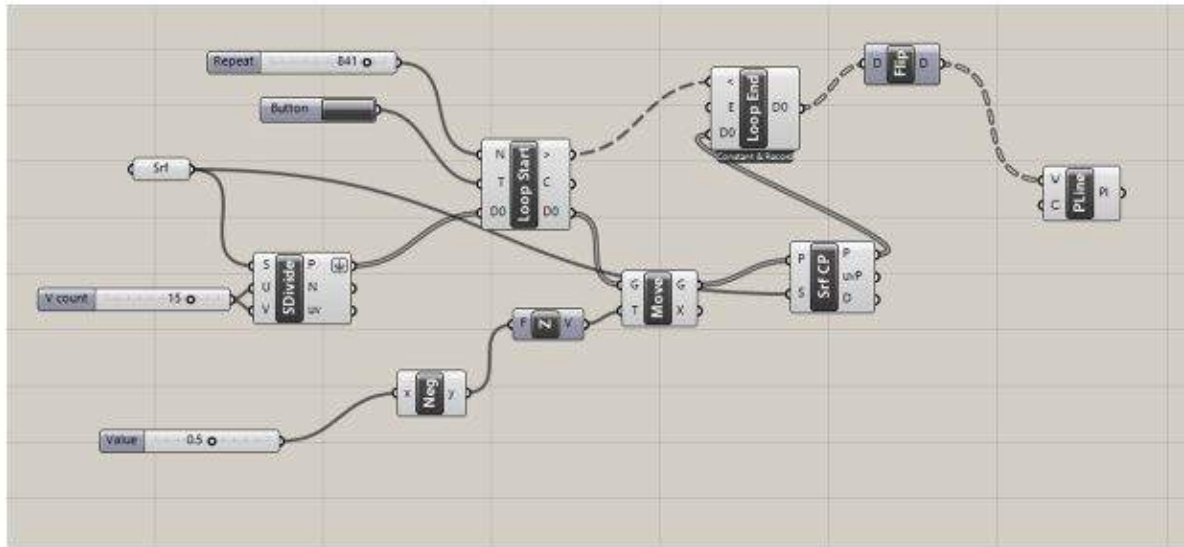 Repeat 841
Button
Srf
V count 15
Value 0.5
S U V SDivide P N uv
x Neg y
F Z V
N T D0 Loop Start > C D0
G T Move G X
P S Srf CP P uvP D
< E D0 Loop End D0
Constant & Record
D Flip D
V C PLine Pl